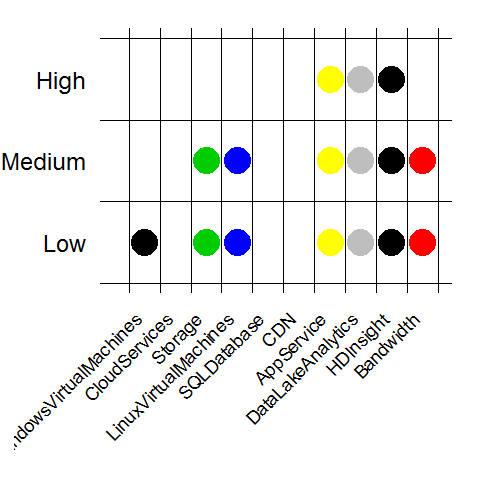 High
Medium
Low
ndowsVirtualMachines
CloudServices
Storage
LinuxVirtualMachines
SQLDatabase
CDN
AppService
DataLakeAnalytics
HDInsight
Bandwidth